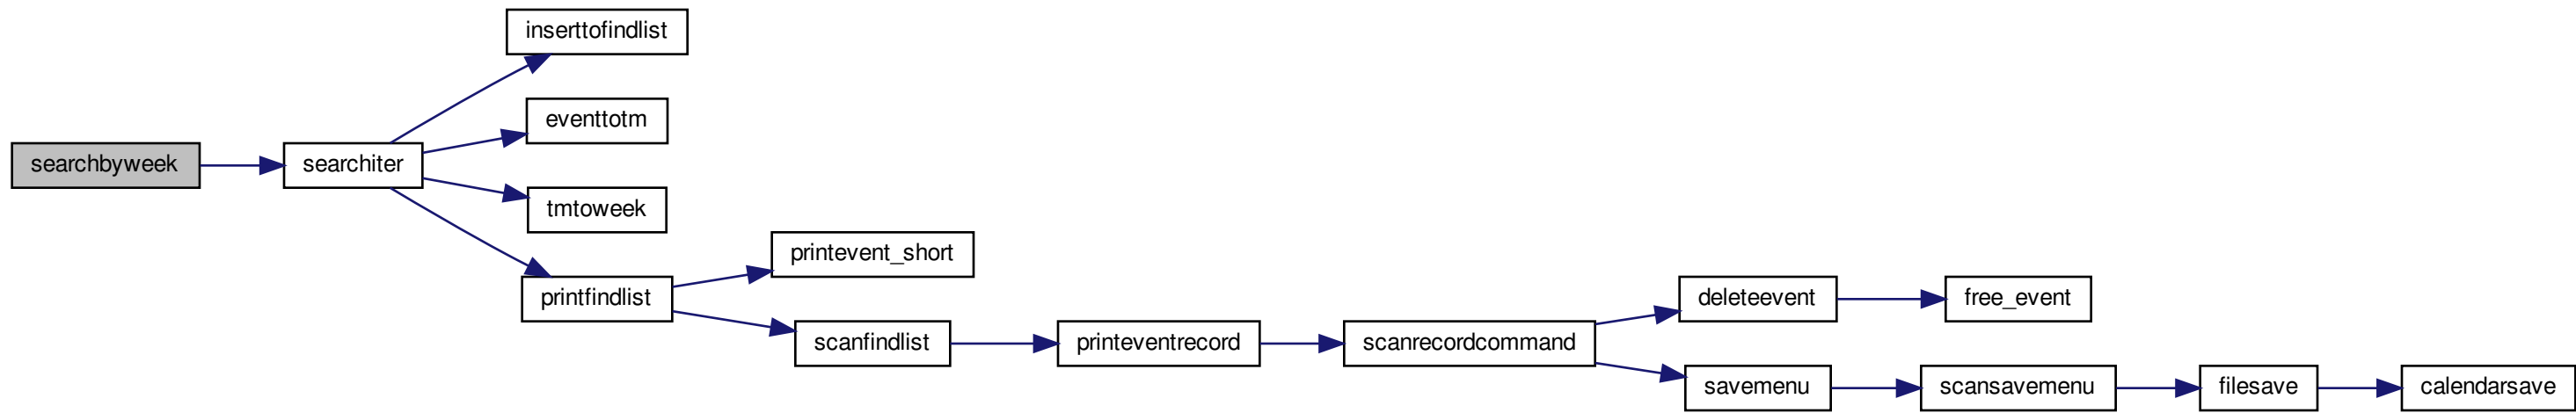 inserttofindlist
eventtotm
searchbyweek
searchiter
tmtoweek
printevent_short
printfindlist
deleteevent
free_event
scanfindlist
printeventrecord
scanrecordcommand
savemenu
scansavemenu
filesave
calendarsave